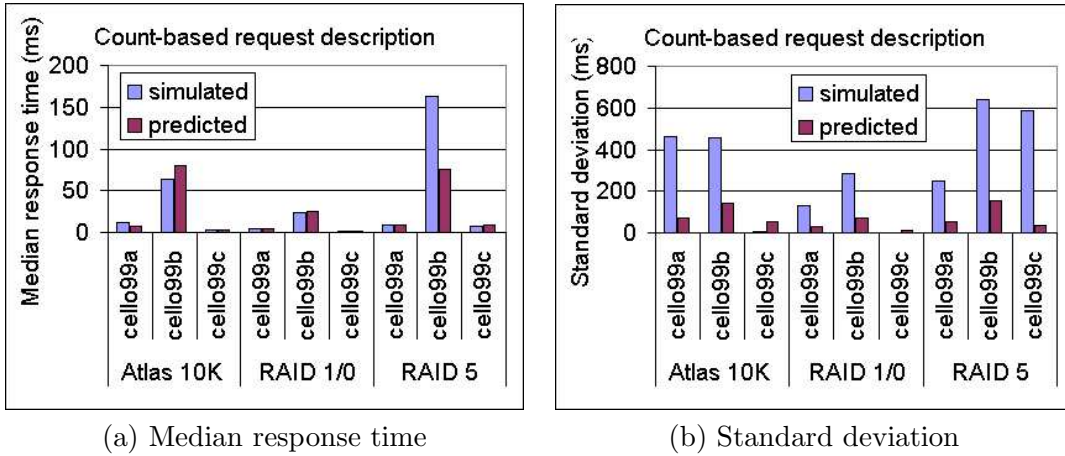 Count-based request description
Median response time (ms)
200
150
100
50
0
simulated
predicted
cello99a
cello99b
cello99c
cello99a
cello99b
cello99c
cello99a
cello99b
cello99c
Atlas 10K
RAID 1/0
RAID 5
(a) Median response time
Count-based request description
Standard deviation (ms)
800
600
400
200
0
simulated
predicted
cello99a
cello99b
cello99c
cello99a
cello99b
cello99c
cello99a
cello99b
cello99c
Atlas 10K
RAID 1/0
RAID 5
(b) Standard deviation